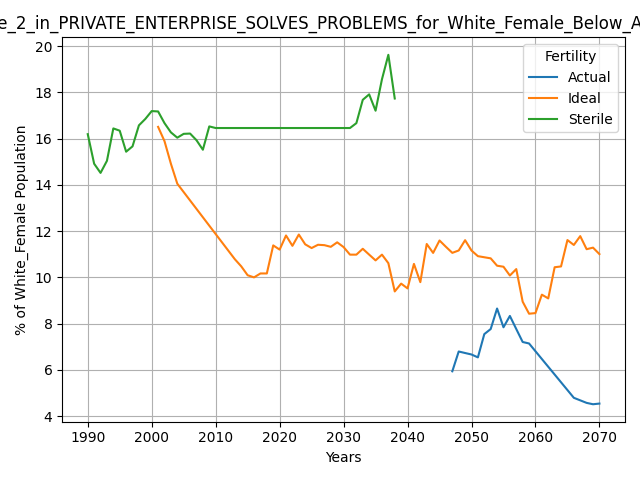 e_2_in_PRIVATE_ENTERPRISE_SOLVES_PROBLEMS_for_White_Female_Below_A
Fertility
Actual
Ideal
Sterile
% of White_Female Population
20
18
16
14
12
10
8
6
4
1990 2000 2010 2020 2030 2040 2050 2060 2070
Years